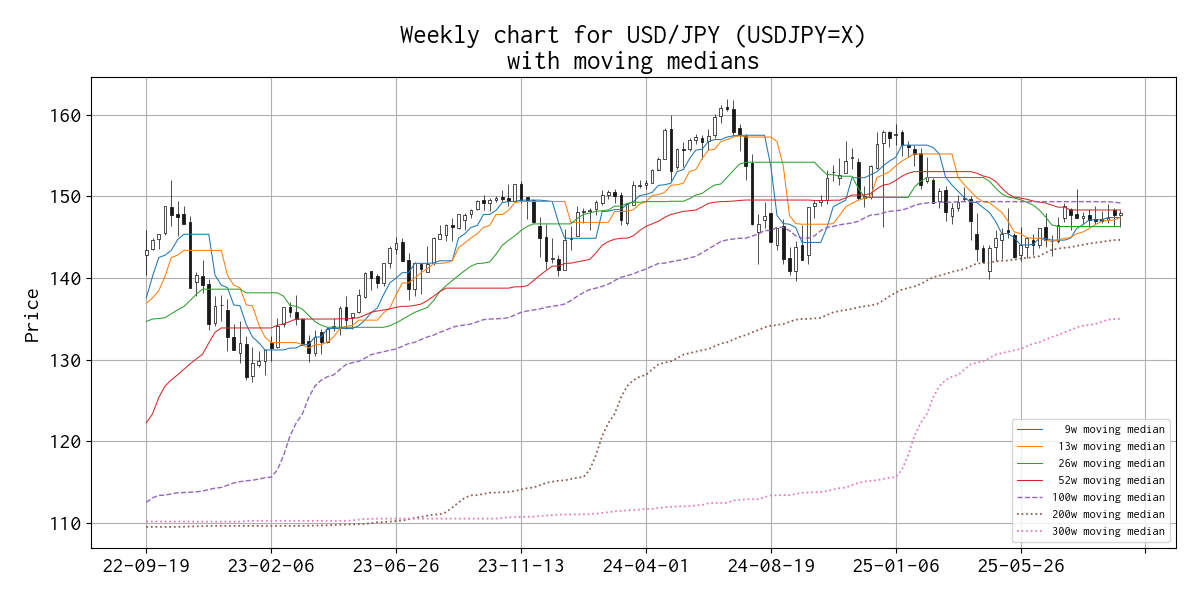 Weekly chart for USD/JPY (USDJPY=X)
with moving medians
Price
160
150
140
130
120
110
22-09-19
23-02-06
23-06-26
23-11-13
24-04-01
24-08-19
25-01-06
25-05-26
9w moving median
13w moving median
26w moving median
52w moving median
100w moving median
200w moving median
300w moving median